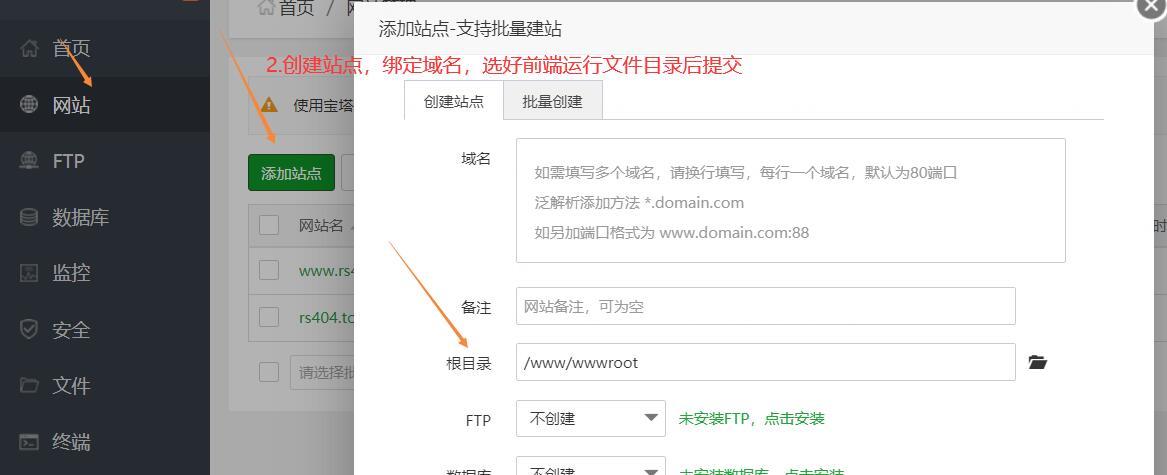 首页 / 网
添加站点-支持批量建站
2.创建站点，绑定域名，选好前端运行文件目录后提交
首页
网站
FTP
数据库
监控
安全
文件
终端
使用宝塔
添加站点
网站名
www.rs4
rs404.to
请选择批
时
创建站点
批量创建
域名
如需填写多个域名，请换行填写，每行一个域名，默认为80端口
泛解析添加方法 *.domain.com
如另加端口格式为 www.domain.com:88
备注
网站备注，可为空
根目录
/www/wwwroot
FTP
不创建
未安装FTP，点击安装
数据库
不创建
未安装数据库，点击安装